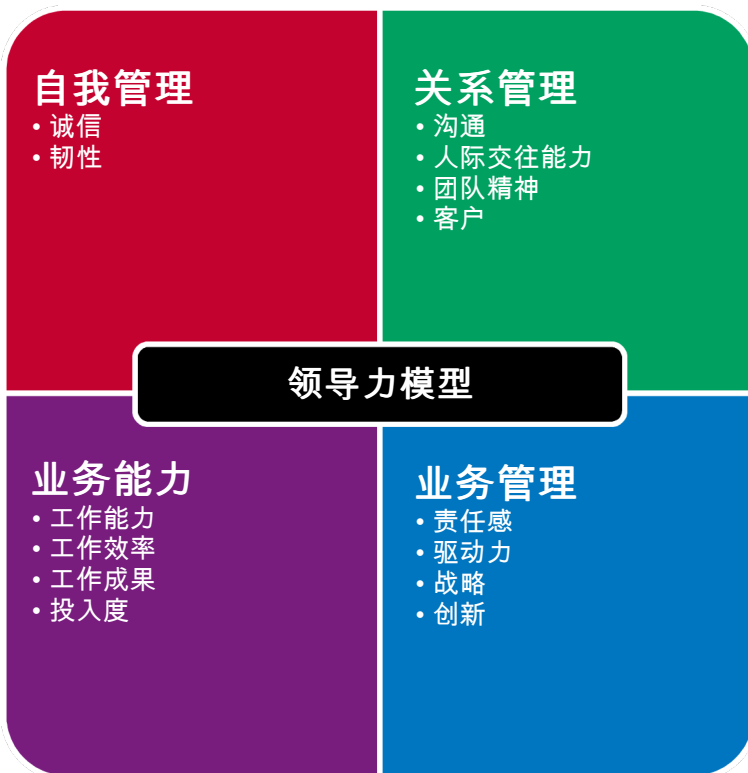 自我管理
• 诚信
• 韧性
关系管理
• 沟通
• 人际交往能力
• 团队精神
• 客户
领导力模型
业务能力
• 工作能力
• 工作效率
• 工作成果
• 投入度
业务管理
• 责任感
• 驱动力
• 战略
• 创新